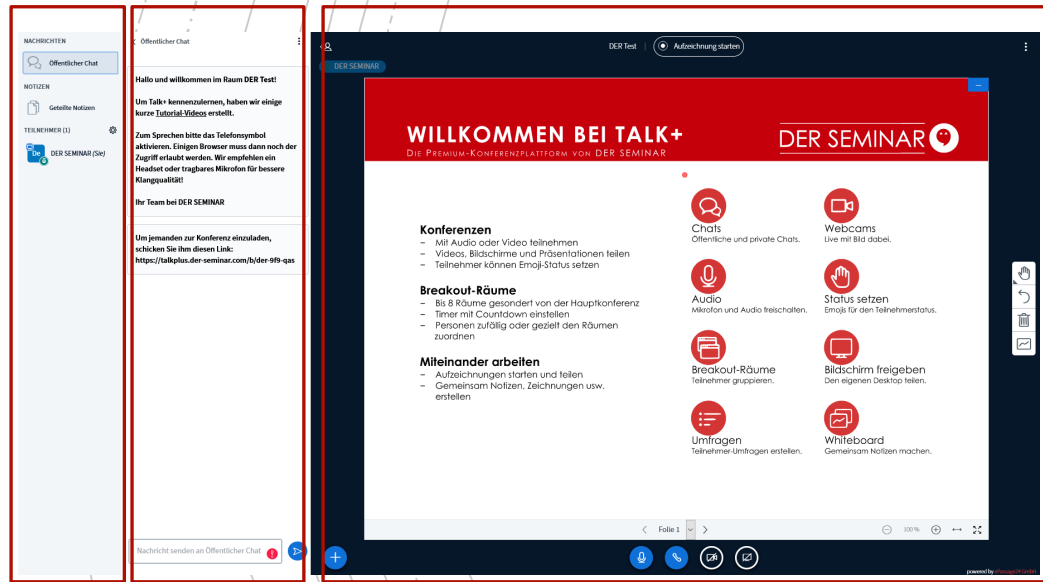 NACHRICHTEN
Öffentlicher Chat
NOTIZEN
Geteilte Notizen
TEILNEHMER (1)
De
DER SEMINAR (Sie)
Öffentlicher Chat
Hallo und willkommen im Raum DER Test!
Um Talk+ kennenzulernen, haben wir einige
kurze Tutorial-Videos erstellt.
Zum Sprechen bitte das Telefonsymbol
aktivieren. Einigen Browser muss dann noch der
Zugriff erlaubt werden. Wir empfehlen ein
Headset oder tragbares Mikrofon für bessere
Klangqualität!
Ihr Team bei DER SEMINAR
Um jemanden zur Konferenz einzuladen,
schicken Sie ihm diesen Link:
https://talkplus.der-seminar.com/b/der-9f9-qas
Nachricht senden an Öffentlicher Chat
DER Test
Aufzeichnung starten
DER SEMINAR
WILLKOMMEN BEI TALK+
DIE PREMIUM-KONFERENZPLATTFORM VON DER SEMINAR
DER SEMINAR
Konferenzen
– Mit Audio oder Video teilnehmen
– Videos, Bildschirme und Präsentationen teilen
– Teilnehmer können Emoji-Status setzen
Breakout-Räume
– Bis 8 Räume gesondert von der Hauptkonferenz
– Timer mit Countdown einstellen
– Personen zufällig oder gezielt den Räumen
zuordnen
Miteinander arbeiten
– Aufzeichnungen starten und teilen
– Gemeinsam Notizen, Zeichnungen usw.
erstellen
Chats
Öffentliche und private Chats.
Webcams
Live mit Bild dabei.
Audio
Mikrofon und Audio freischalten.
Status setzen
Emojis für den Teilnehmerstatus.
Breakout-Räume
Teilnehmer gruppieren.
Bildschirm freigeben
Den eigenen Desktop teilen.
Umfragen
Teilnehmer-Umfragen erstellen.
Whiteboard
Gemeinsam Notizen machen.
Folie 1
100 %
powered by ePassage24 GmbH